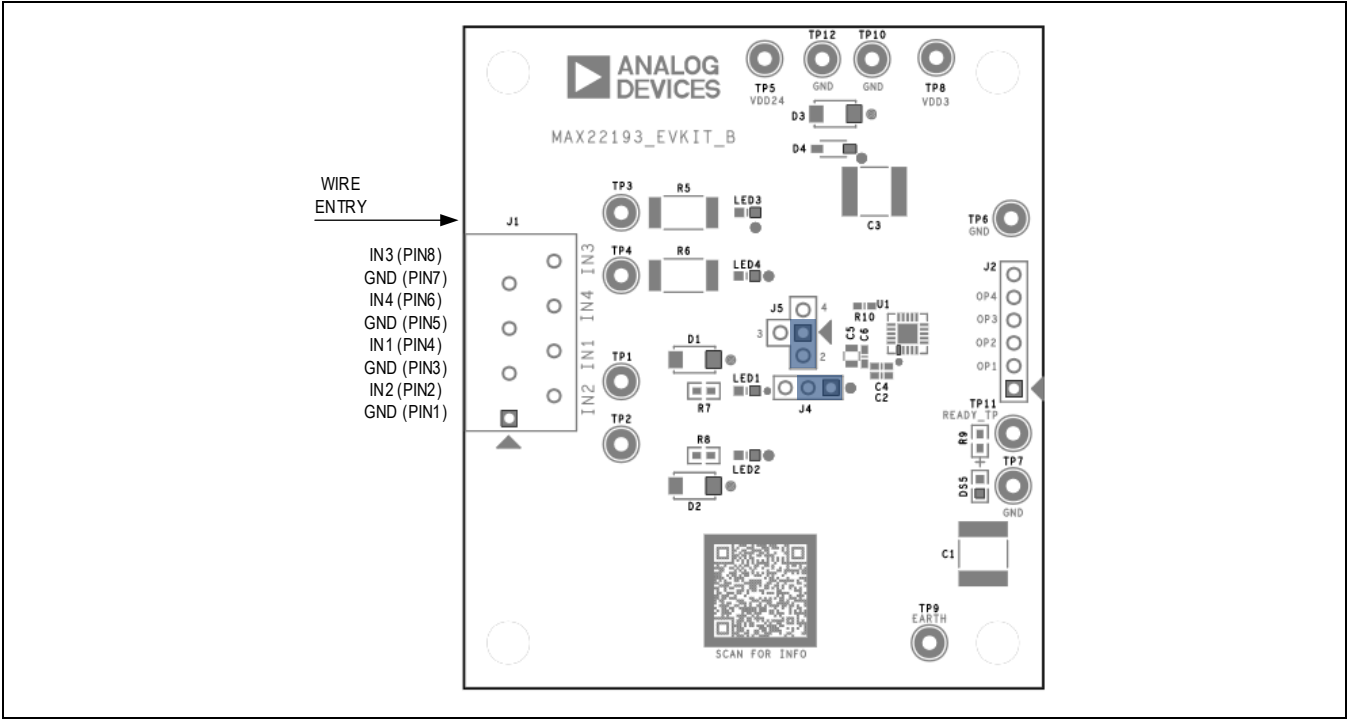 TP12 TP10
ANALOG
DEVICES
TP5
VDD24
GND
GND
TP8
VDD3
D3
MAX22193_EVKIT_B
D4
WIRE
ENTRY
J1
TP3
R5
LED3
C3
TP6
GND
IN3 (PIN8)
GND (PIN7)
IN4 (PIN6)
GND (PIN5)
IN1 (PIN4)
GND (PIN3)
IN2 (PIN2)
GND (PIN1)
IN3
IN4
IN1
IN2
TP4
R6
LED4
J5
4
3
2
R10
U1
C5
C6
C4
C2
J2
OP4
OP3
OP2
OP1
D1
TP1
LED1
R7
J4
TP2
R8
LED2
D2
TP11
READY_TP
R9
+
TP7
DS5
GND
C1
TP9
EARTH
SCAN FOR INFO